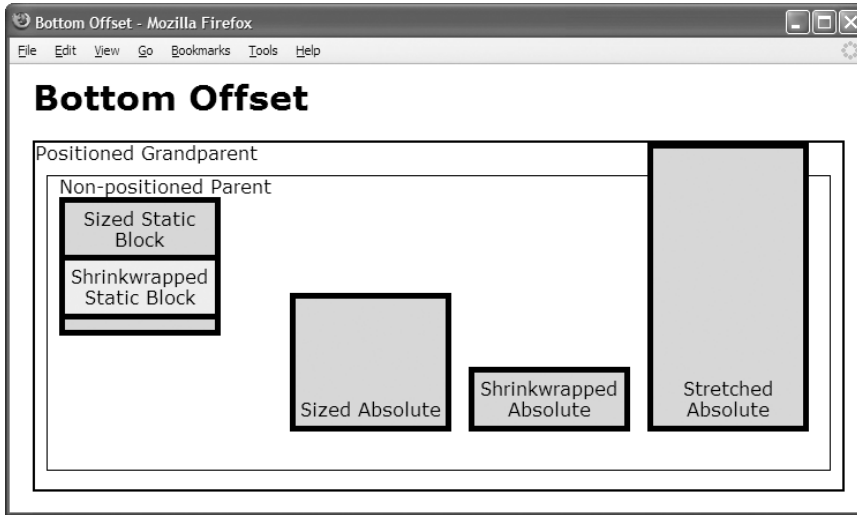 Bottom Offset - Mozilla Firefox
File Edit View Go Bookmarks Tools Help
Bottom Offset
Positioned Grandparent
Non-positioned Parent
Sized Static
Block
Shrinkwrapped
Static Block
Sized Absolute
Shrinkwrapped
Absolute
Stretched
Absolute